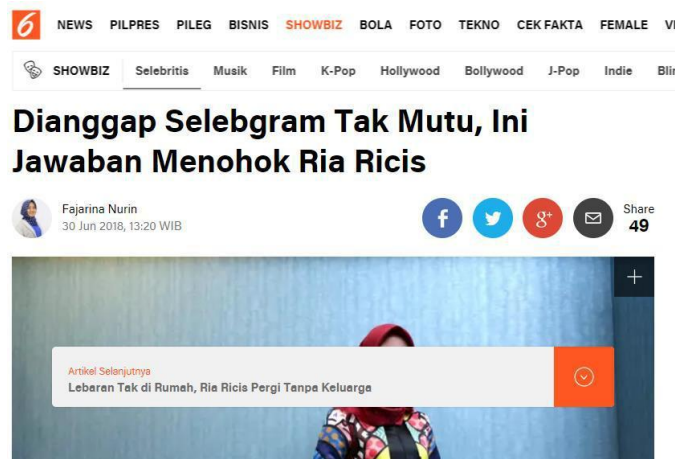 6 NEWS PILPRES PILEG BISNIS SHOWBIZ BOLA FOTO TEKNO CEK FAKTA FEMALE
SHOWBIZ Selebritis Musik Film K-Pop Hollywood Bollywood J-Pop Indie
Dianggap Selebgram Tak Mutu, Ini
Jawaban Menohok Ria Ricis
Fajarina Nurin
30 Jun 2018, 13:20 WIB
f g+ Share
49
Artikel Selanjutnya
Lebaran Tak di Rumah, Ria Ricis Pergi Tanpa Keluarga